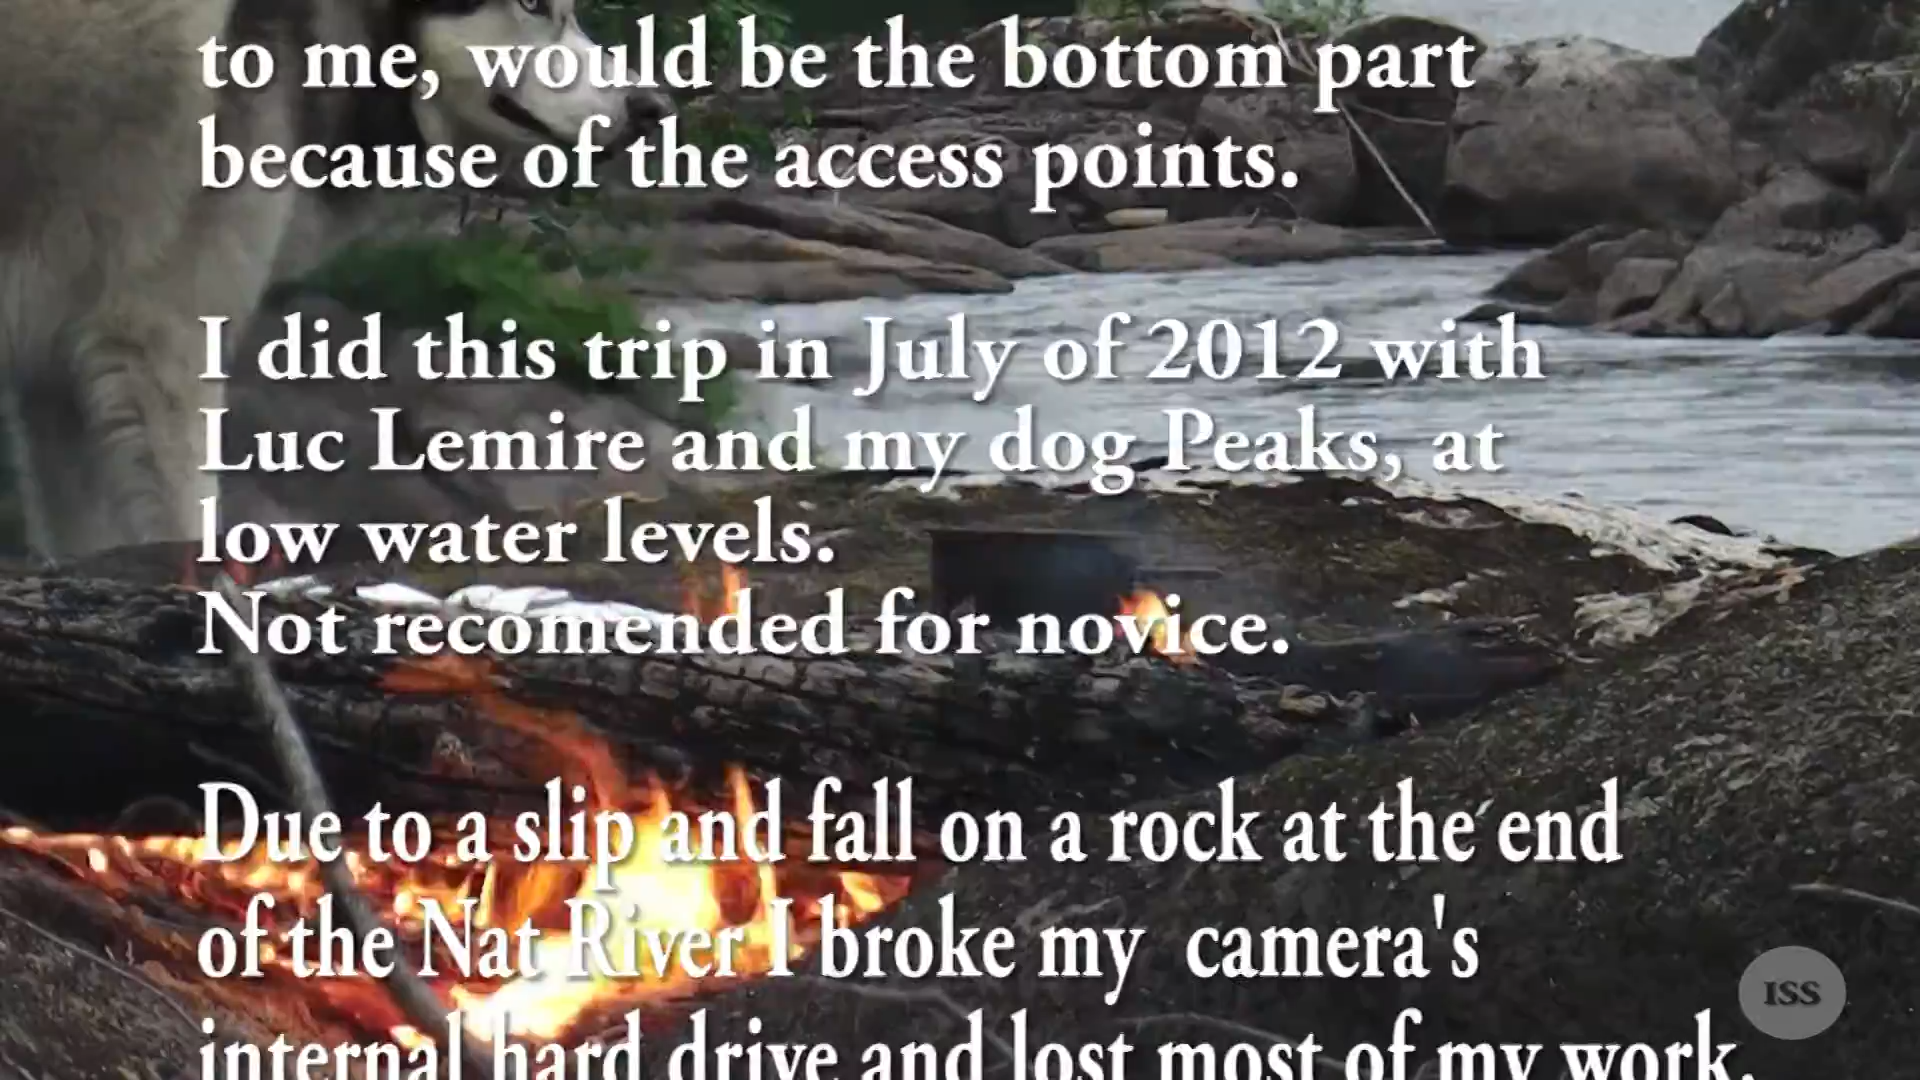 to me, would be the bottom part
because of the access points.
I did this trip in July of 2012 with
Luc Lemire and my dog Peaks, at
low water levels.
Not recomended for novice.
Due to a slip and fall on a rock at the end
of the Nat River I broke my  camera's
internal hard drive and lost most of my work.
ISS